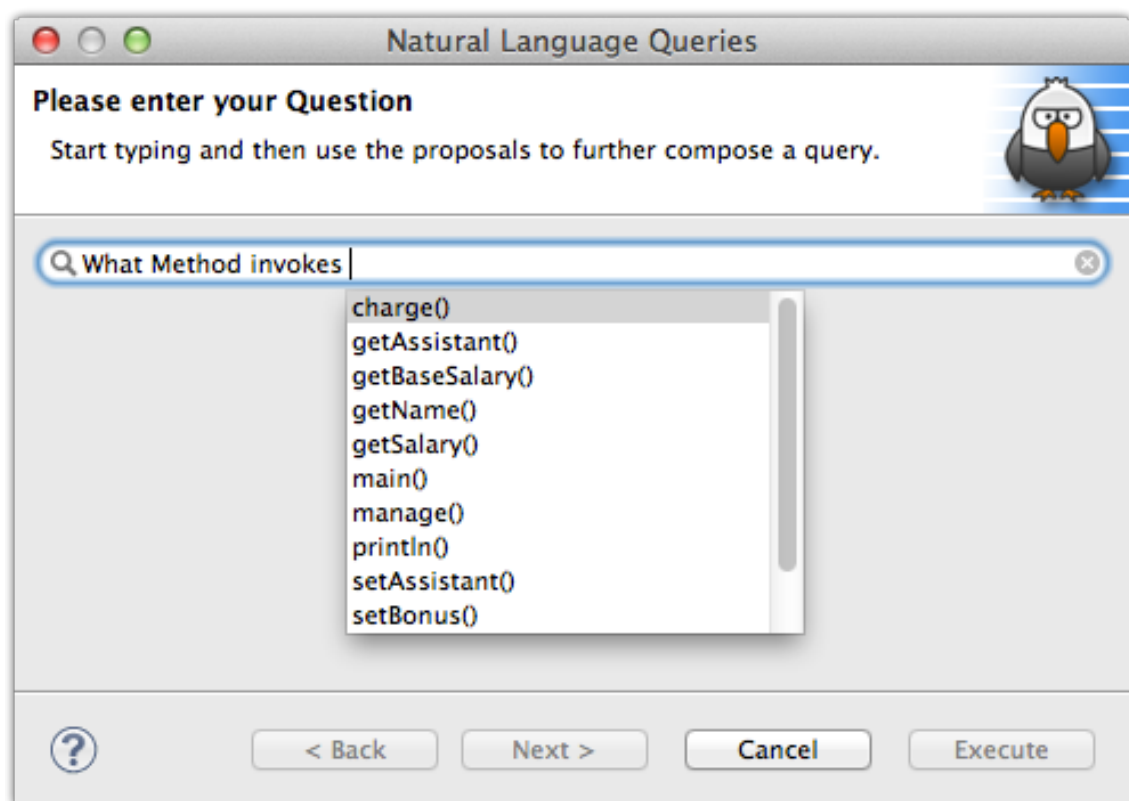 Natural Language Queries
Please enter your Question
Start typing and then use the proposals to further compose a query.
What Method invokes
charge()
getAssistant()
getBaseSalary()
getName()
getSalary()
main()
manage()
println()
setAssistant()
setBonus()
? < Back Next > Cancel Execute